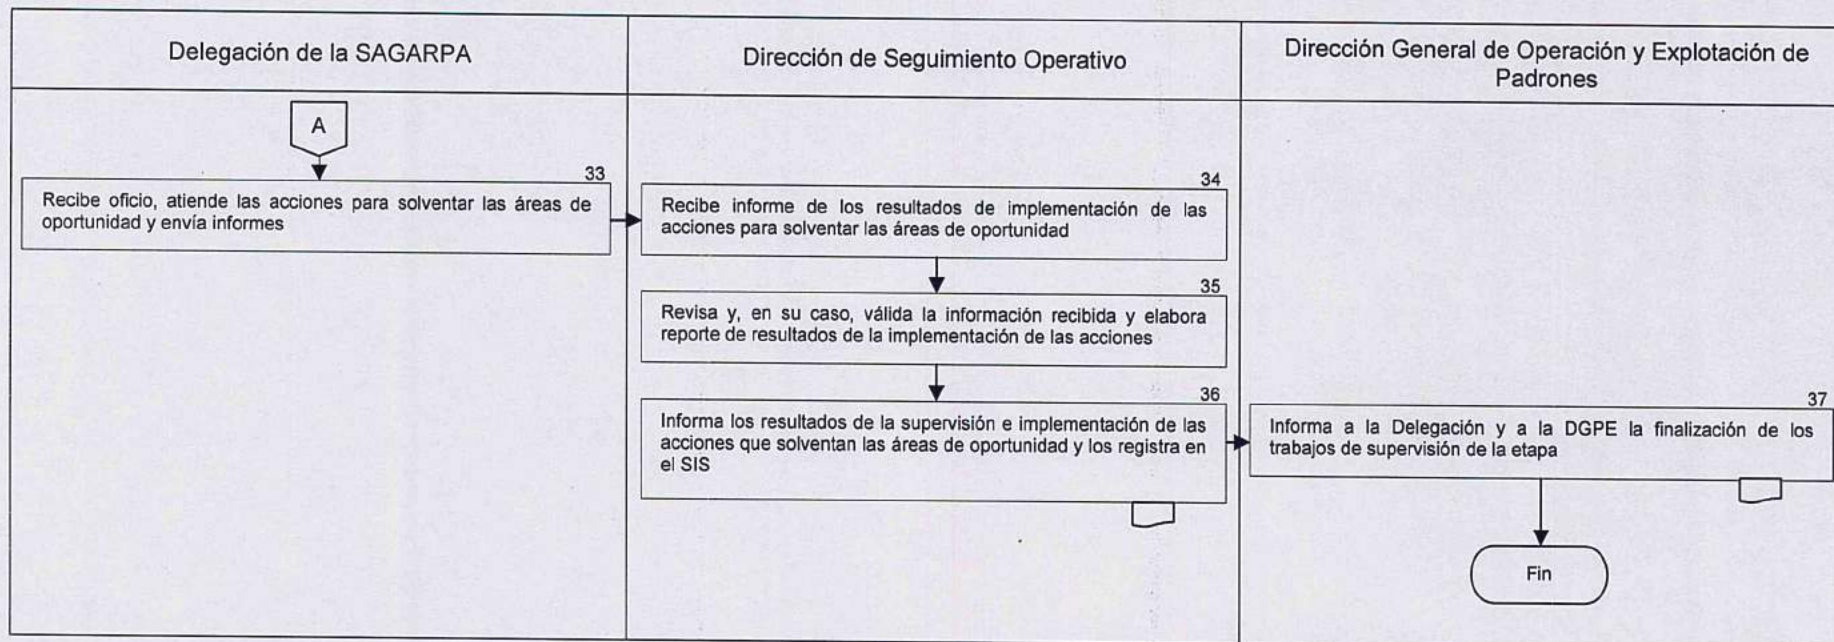 Delegación de la SAGARPA
Dirección de Seguimiento Operativo
Dirección General de Operación y Explotación de
Padrones
A
33
Recibe oficio, atiende las acciones para solventar las áreas de
oportunidad y envía informes
34
Recibe informe de los resultados de implementación de las
acciones para solventar las áreas de oportunidad
35
Revisa y, en su caso, válida la información recibida y elabora
reporte de resultados de la implementación de las acciones
36
Informa los resultados de la supervisión e implementación de las
acciones que solventan las áreas de oportunidad y los registra en
el SIS
37
Informa a la Delegación y a la DGPE la finalización de los
trabajos de supervisión de la etapa
Fin